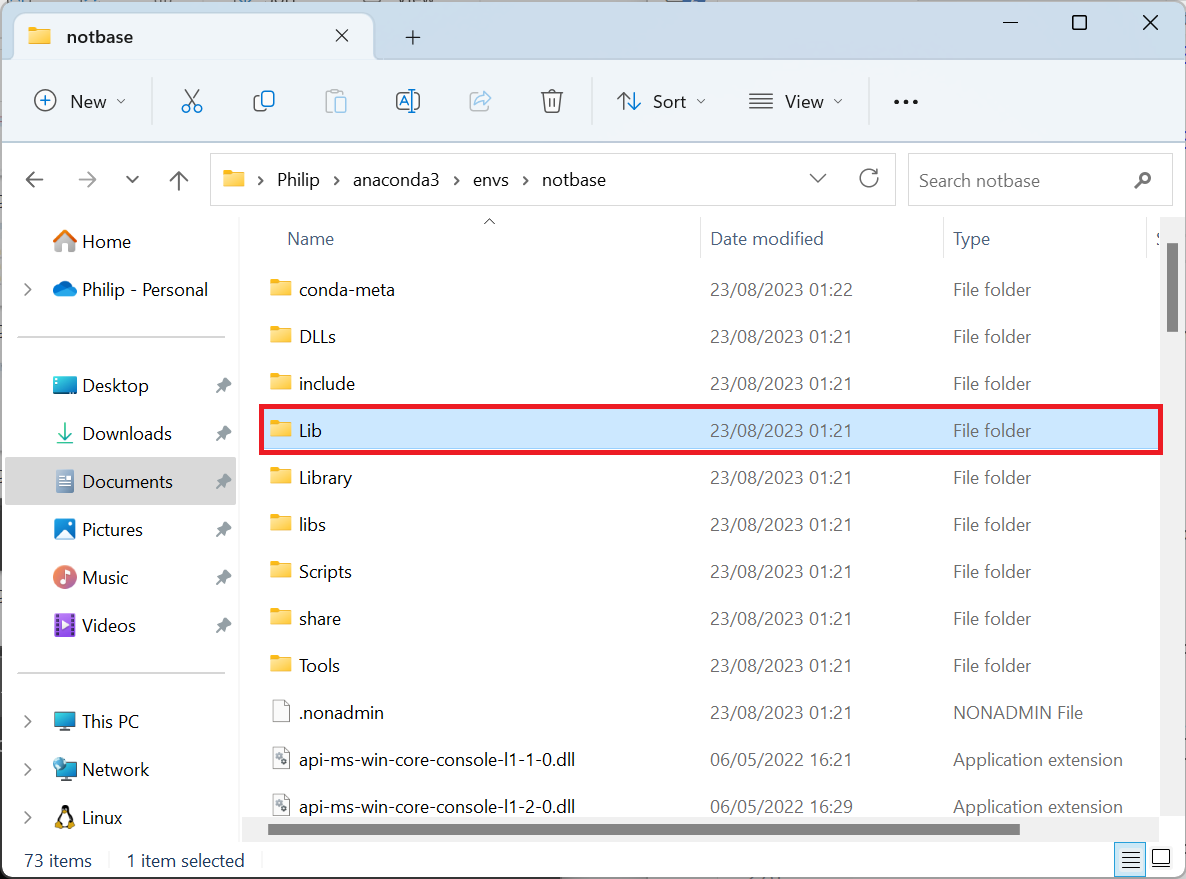 notbase
New
Sort
View
Philip > anaconda3 > envs > notbase
Search notbase
Home
Philip - Personal
Desktop
Downloads
Documents
Pictures
Music
Videos
This PC
Network
Linux
Name Date modified Type
conda-meta 23/08/2023 01:22 File folder
DLLs 23/08/2023 01:21 File folder
include 23/08/2023 01:21 File folder
Lib 23/08/2023 01:21 File folder
Library 23/08/2023 01:21 File folder
libs 23/08/2023 01:21 File folder
Scripts 23/08/2023 01:21 File folder
share 23/08/2023 01:21 File folder
Tools 23/08/2023 01:21 File folder
.nonadmin 23/08/2023 01:21 NONADMIN File
api-ms-win-core-console-l1-1-0.dll 06/05/2022 16:21 Application extension
api-ms-win-core-console-l1-2-0.dll 06/05/2022 16:29 Application extension
73 items 1 item selected